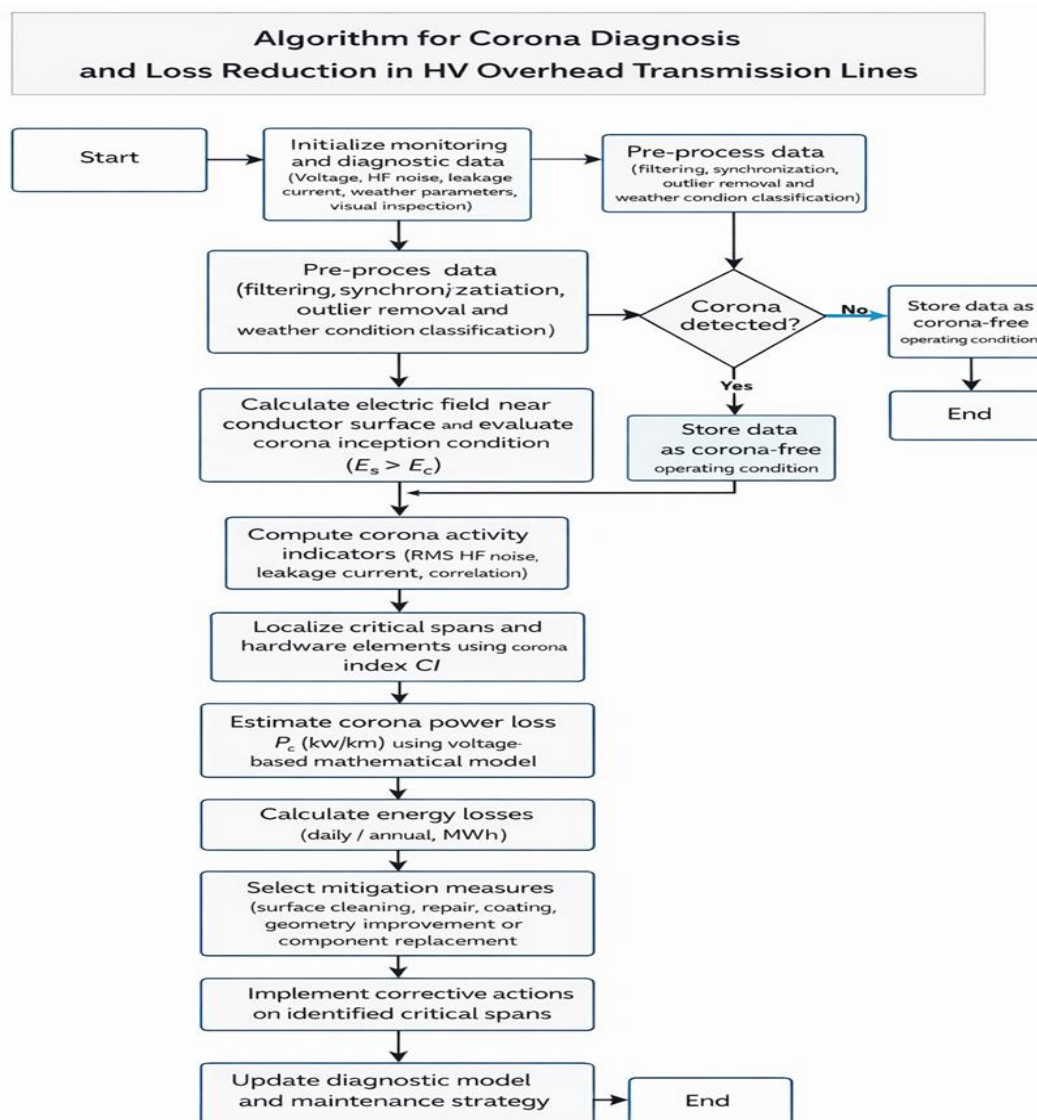 Algorithm for Corona Diagnosis
and Loss Reduction in HV Overhead Transmission Lines
Start
Initialize monitoring
and diagnostic data
(Voltage, HF noise, leakage
current, weather parameters,
visual inspection)
Pre-process data
(filtering, synchronization,
outlier removal and
weather condion classification)
Pre-proces data
(filtering, synchron;zatiation,
outlier removal and
weather condition classification)
Corona
detected?
No
Store data as
corona-free
operating condition
End
Yes
Store data
as corona-free
operating condition
Calculate electric field near
conductor surface and evaluate
corona inception condition
(Es > Ec)
Compute corona activity
indicators (RMS HF noise,
leakage current, correlation)
Localize critical spans and
hardware elements using corona
index CI
Estimate corona power loss
Pc (kw/km) using voltage-
based mathematical model
Calculate energy losses
(daily / annual, MWh)
Select mitigation measures
(surface cleaning, repair, coating,
geometry improvement or
component replacement
Implement corrective actions
on identified critical spans
Update diagnostic model
and maintenance strategy
End